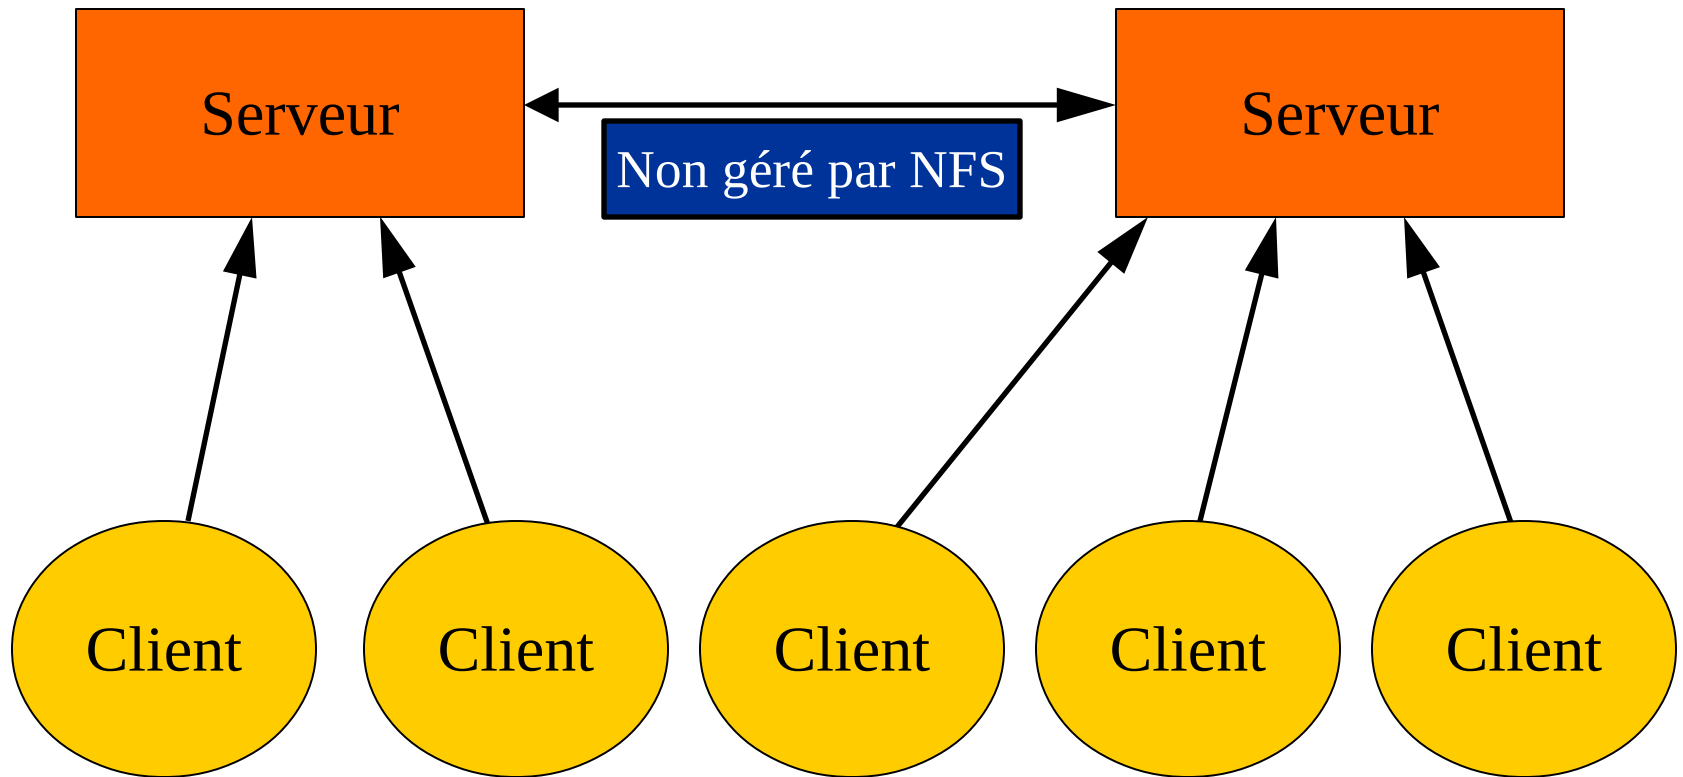 Serveur
Serveur
Non géré par NFS
Client
Client
Client
Client
Client